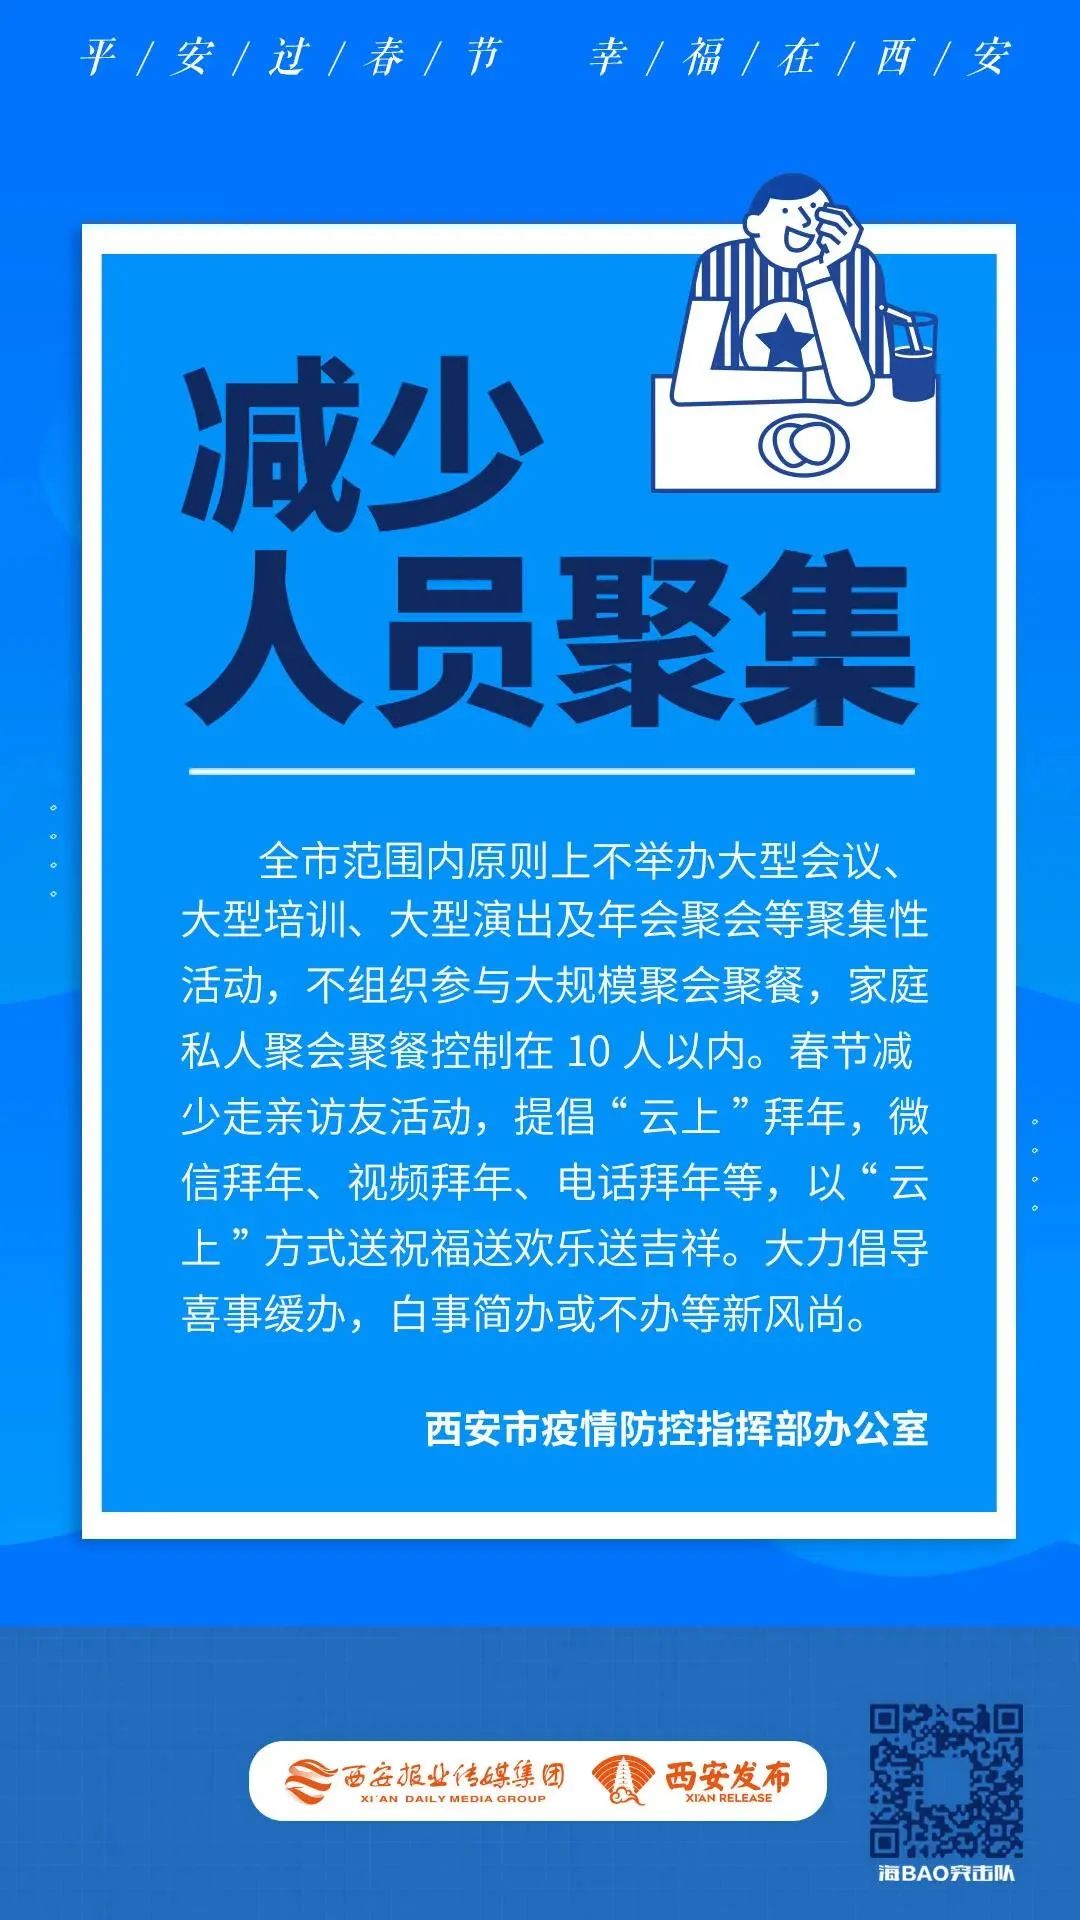 平/安/过/春/节 幸/福/在/西/安
减少
人员聚集
全市范围内原则上不举办大型会议、
大型培训、大型演出及年会聚会等聚集性
活动，不组织参与大规模聚会聚餐，家庭
私人聚会聚餐控制在 10 人以内。春节减
少走亲访友活动，提倡“云上”拜年，微
信拜年、视频拜年、电话拜年等，以“云
上”方式送祝福送欢乐送吉祥。大力倡导
喜事缓办，白事简办或不办等新风尚。
西安市疫情防控指挥部办公室
西安报业传媒集团
XI'AN DAILY MEDIA GROUP
西安发布
XI'AN RELEASE
海BAO突击队